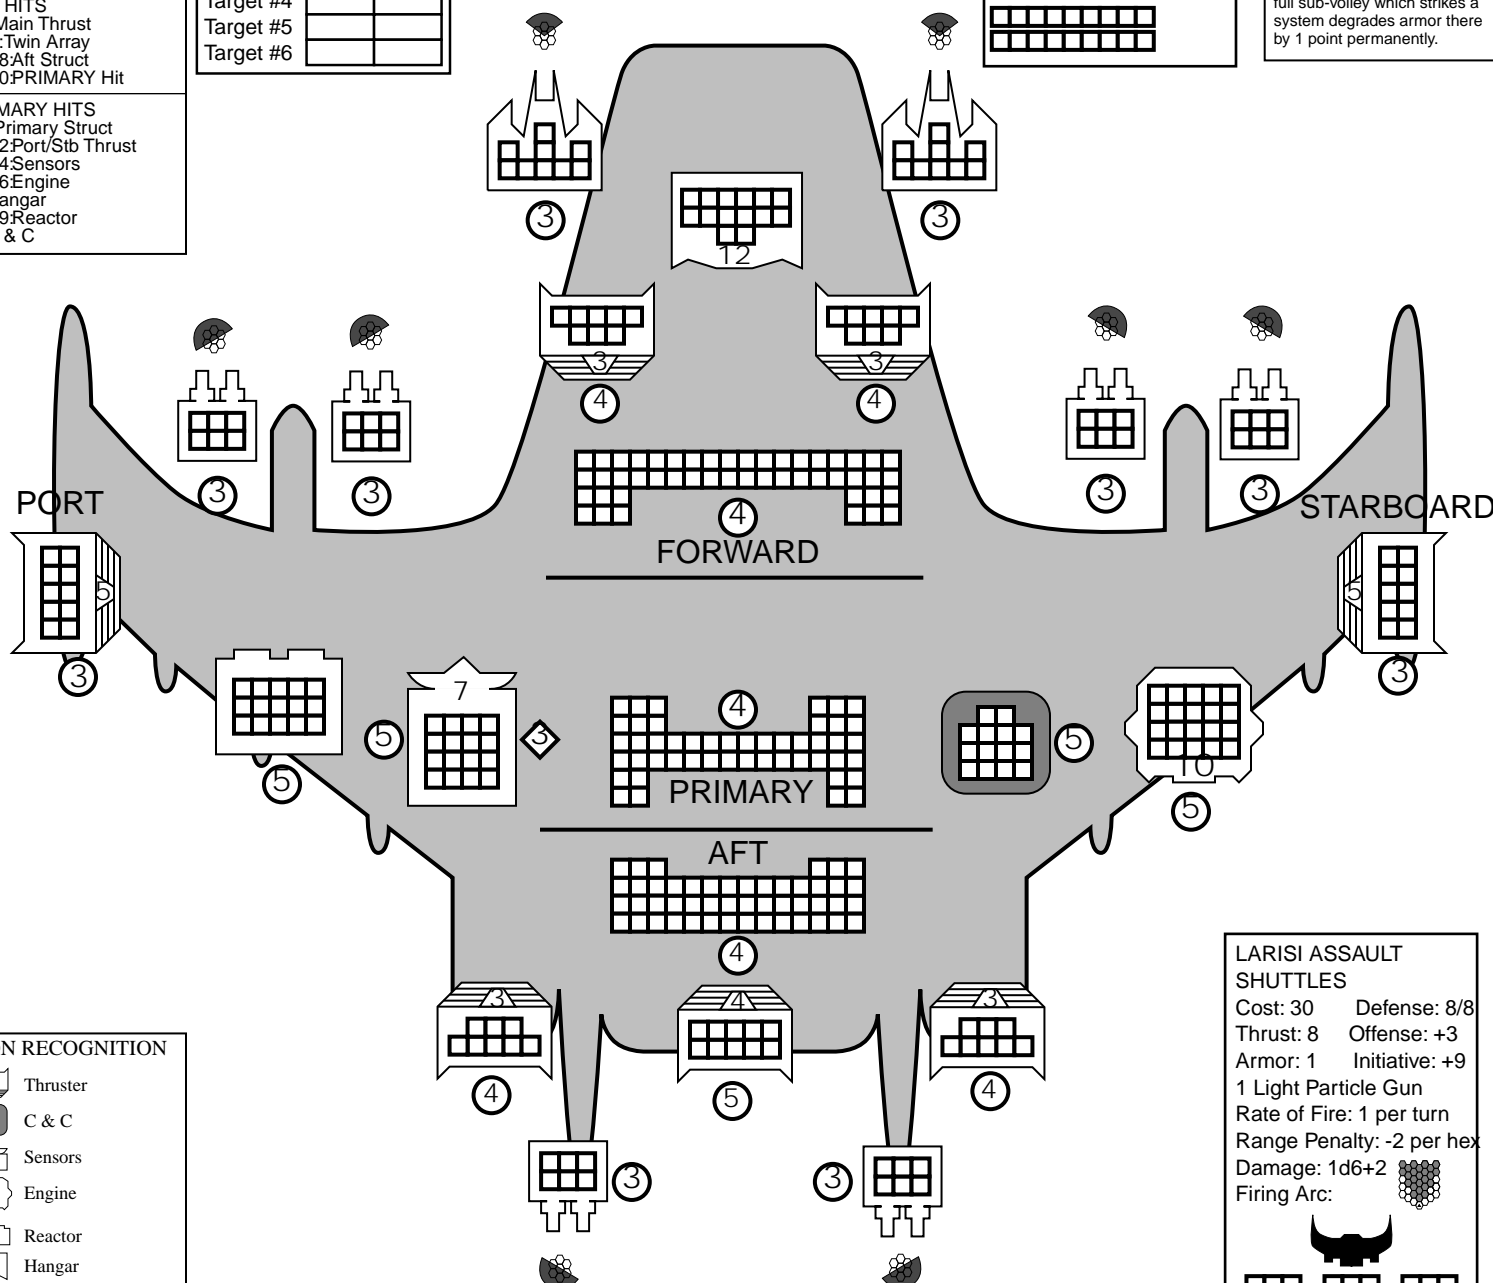 HITS
Main Thrust
:Twin Array
8:Aft Struct
0:PRIMARY Hit
MARY HITS
Primary Struct
2:Port/Stb Thrust
4:Sensors
6:Engine
angar
9:Reactor
& C
Target #4
Target #5
Target #6
full sub-volley which strikes a
system degrades armor there
by 1 point permanently.
3
3
12
3
3
4
4
3
3
3
3
PORT
STARBOARD
4
FORWARD
5
5
3
3
7
5
3
4
5
5
10
5
PRIMARY
AFT
4
3
4
3
4
5
4
3
3
N RECOGNITION
Thruster
C & C
Sensors
Engine
Reactor
Hangar
LARISI ASSAULT
SHUTTLES
Cost: 30 Defense: 8/8
Thrust: 8 Offense: +3
Armor: 1 Initiative: +9
1 Light Particle Gun
Rate of Fire: 1 per turn
Range Penalty: -2 per hex
Damage: 1d6+2
Firing Arc: